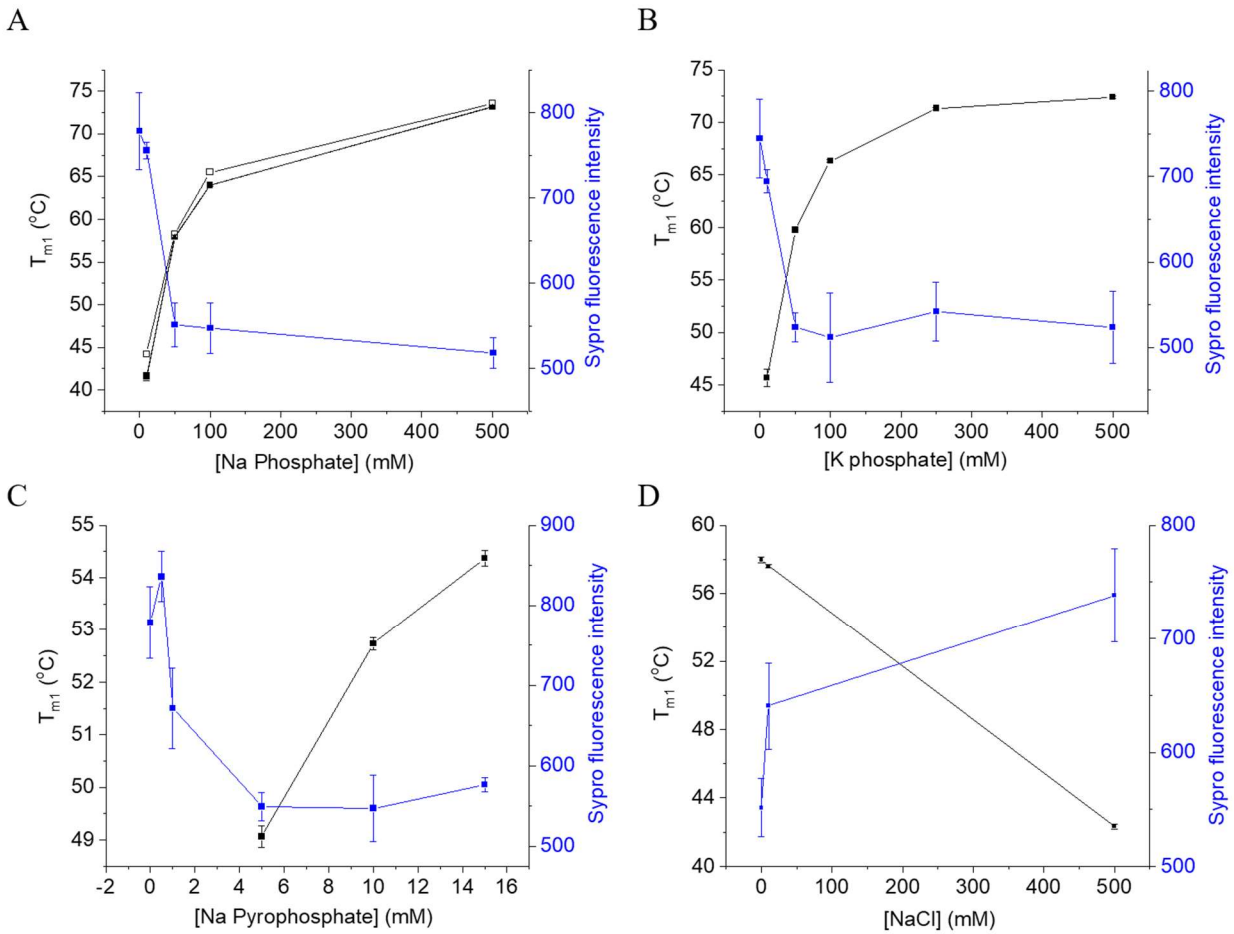 A
75
70
65
60
55
50
45
40
T_m1 (°C)
800
700
600
500
Sypro fluorescence intensity
0 100 200 300 400 500
[Na Phosphate] (mM)
B
75
70
65
60
55
50
45
T_m1 (°C)
800
700
600
500
Sypro fluorescence intensity
0 100 200 300 400 500
[K phosphate] (mM)
C
55
54
53
52
51
50
49
T_m1 (°C)
900
800
700
600
500
Sypro fluorescence intensity
-2 0 2 4 6 8 10 12 14 16
[Na Pyrophosphate] (mM)
D
60
56
52
48
44
40
T_m1 (°C)
800
700
600
500
Sypro fluorescence intensity
0 100 200 300 400 500
[NaCl] (mM)